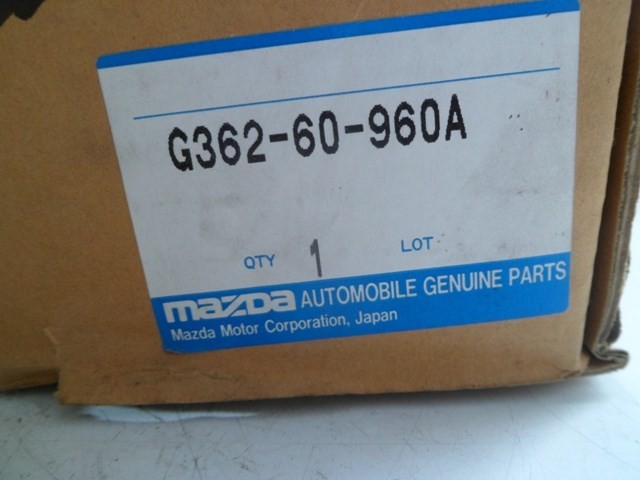 G362-60-960A
QTY 1 LOT
mazda AUTOMOBILE GENUINE PARTS
Mazda Motor Corporation, Japan